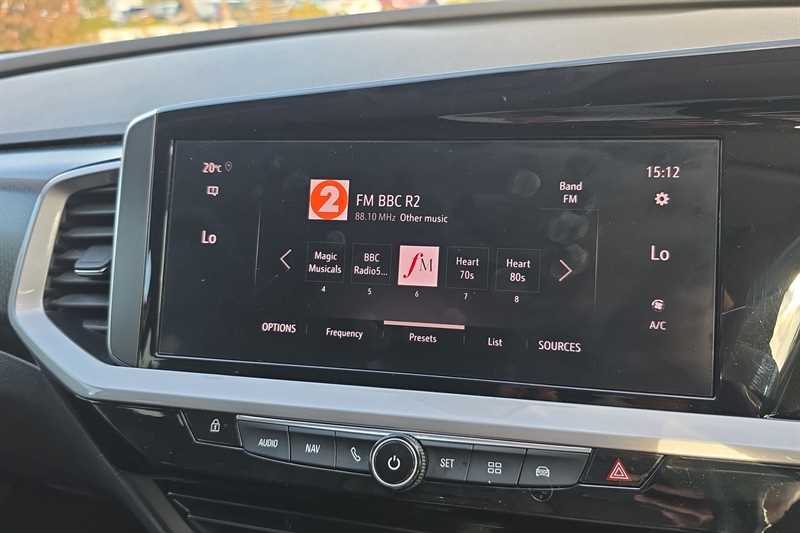 20°C
15:12
2
FM BBC R2
88.10 MHz Other music
Band
FM
Lo
Lo
Magic
Musicals
4
BBC
Radio5...
5
fM
6
Heart
70s
7
Heart
80s
8
A/C
OPTIONS
Frequency
Presets
List
SOURCES
AUDIO
NAV
SET